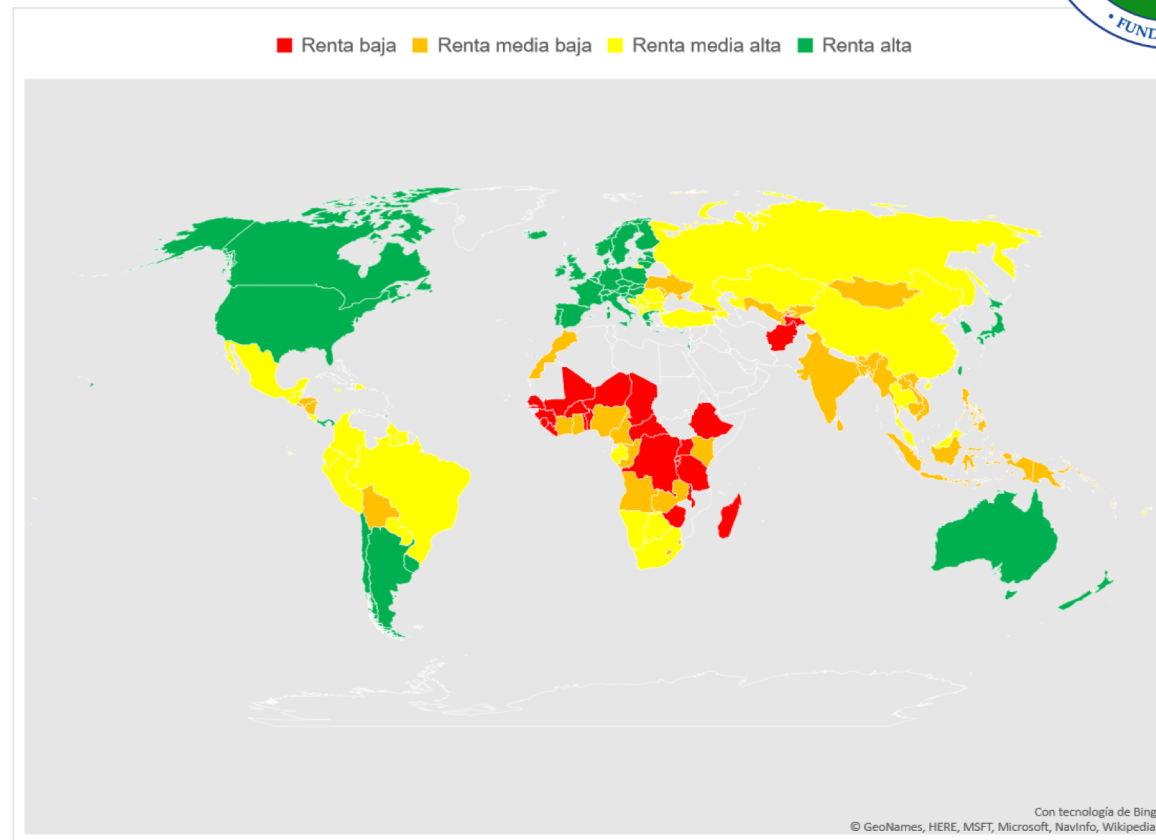 • FUND
Renta baja Renta media baja Renta media alta Renta alta
Con tecnología de Bing
© GeoNames, HERE, MSFT, Microsoft, NavInfo, Wikipedia